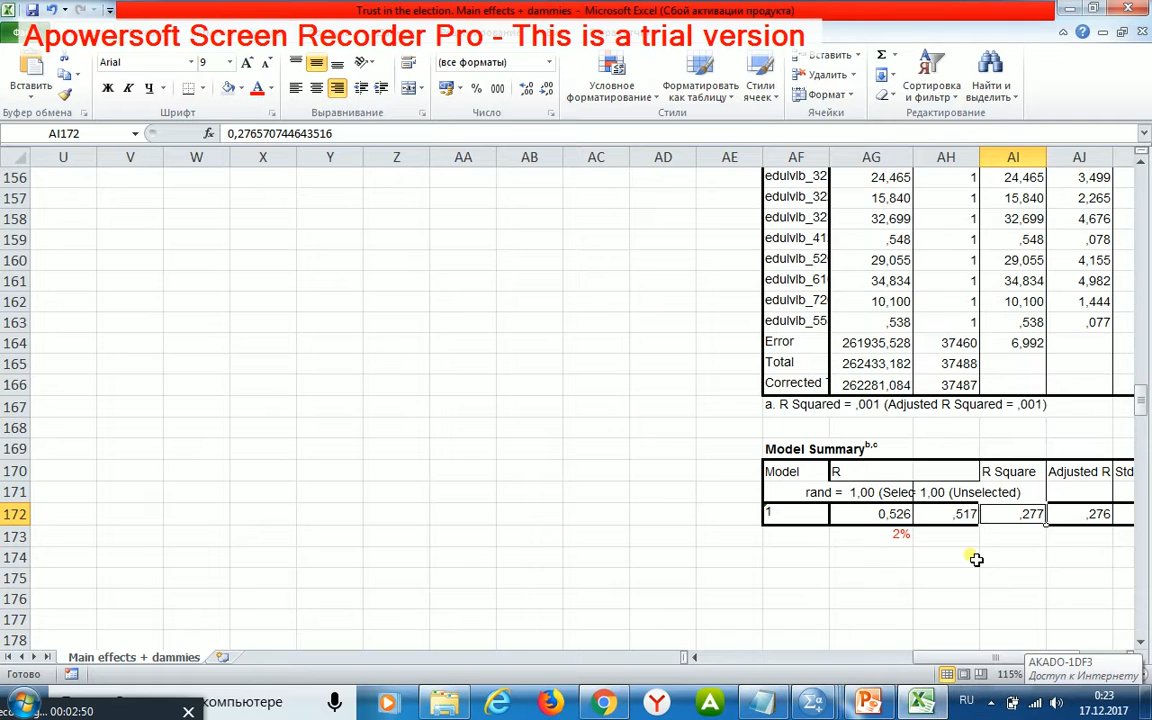 Trust in the election. Main effects + dammies - Microsoft Excel (Сбой активации продукта)
Apowersoft Screen Recorder Pro - This is a trial version
Вставить
Arial 9
Ж К Ч
(все форматы)
% 000
Условное форматирование
Форматировать как таблицу
Стили ячеек
Вставить
Удалить
Формат
Сортировка и фильтр
Найти и выделить
Буфер обмена Шрифт Выравнивание Число Стили Ячейки Редактирование
AI172 fx 0,276570744643516
U V W X Y Z AA AB AC AD AE AF AG AH AI AJ
156 edulvlb_32 24,465 1 24,465 3,499
157 edulvlb_32 15,840 1 15,840 2,265
158 edulvlb_32 32,699 1 32,699 4,676
159 edulvlb_41 ,548 1 ,548 ,078
160 edulvlb_52 29,055 1 29,055 4,155
161 edulvlb_61 34,834 1 34,834 4,982
162 edulvlb_72 10,100 1 10,100 1,444
163 edulvlb_55 ,538 1 ,538 ,077
164 Error 261935,528 37460 6,992
165 Total 262433,182 37488
166 Corrected 262281,084 37487
167 a. R Squared = ,001 (Adjusted R Squared = ,001)
168
169 Model Summary b,c
170 Model R R Square Adjusted R Std
171 rand = 1,00 (Selec 1,00 (Unselected)
172 1 0,526 ,517 ,277 ,276
173 2%
174
175
176
177
178
Main effects + dammies
Готово 115%
AKADO-1DF3
Доступ к Интернету
компьютере
00:02:50
RU
0:23
17.12.2017